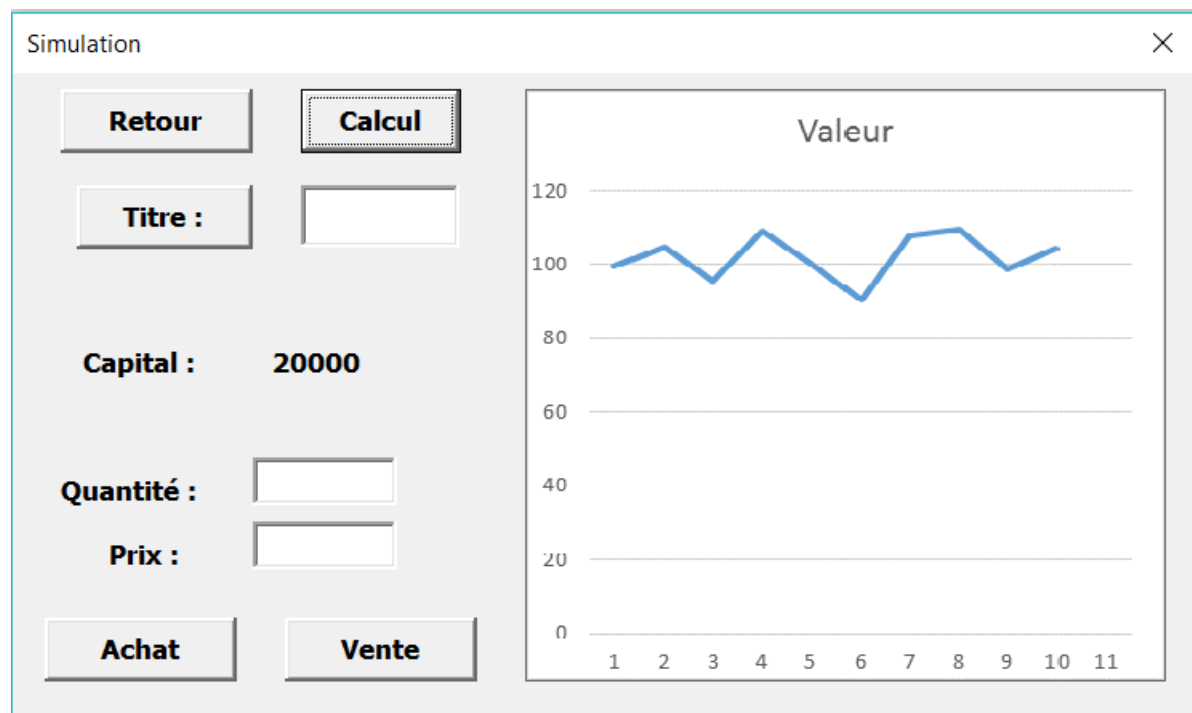 Simulation
Retour
Calcul
Titre :
Capital :
20000
Quantité :
Prix :
Achat
Vente
Valeur
120
100
80
60
40
20
0
1 2 3 4 5 6 7 8 9 10 11